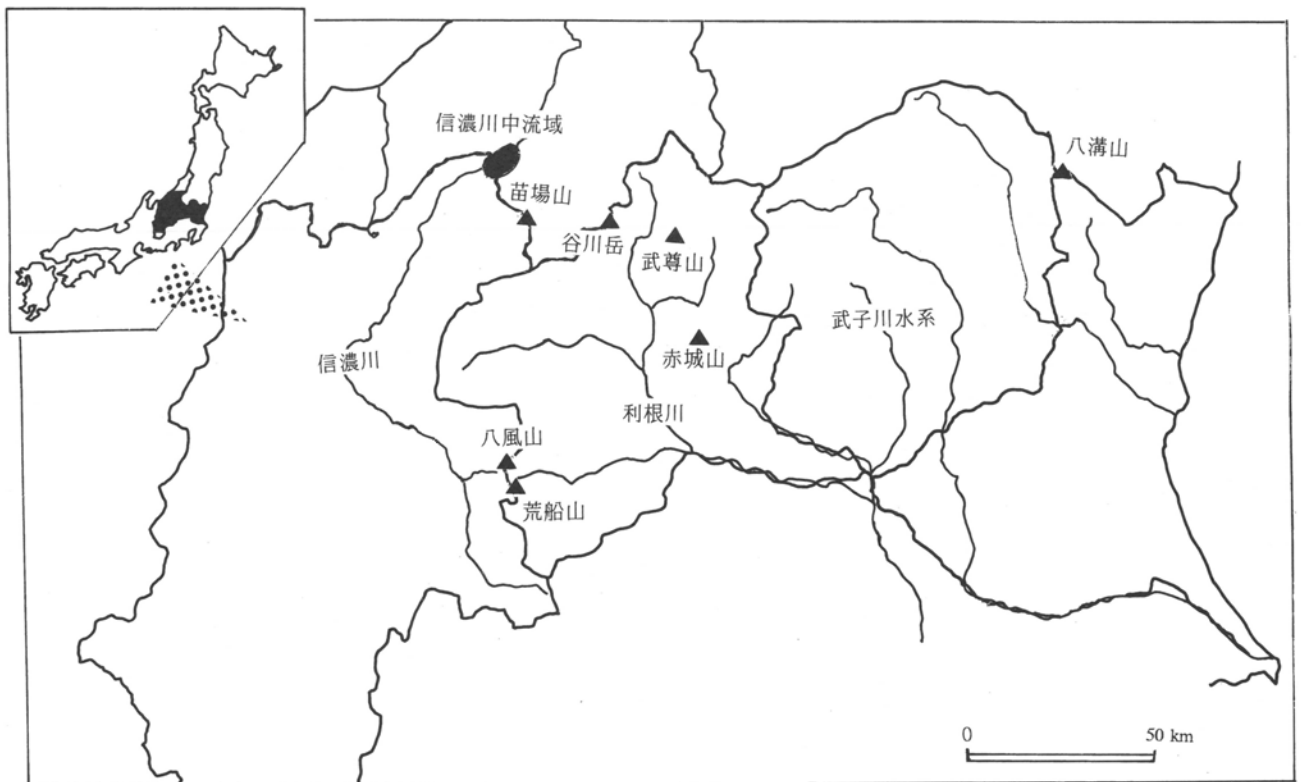 信濃川中流域
八溝山
苗場山
谷川岳
武尊山
武子川水系
赤城山
信濃川
利根川
八風山
荒船山
0
50 km